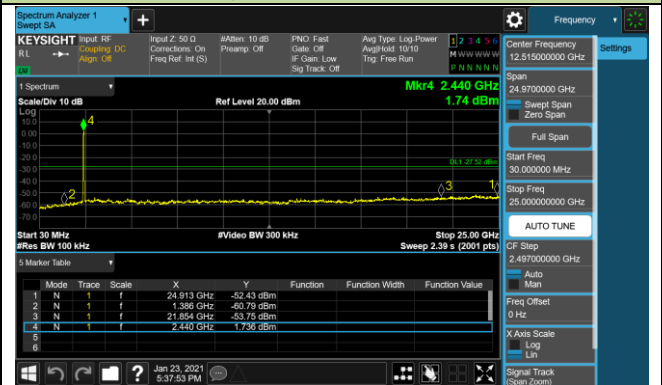 Spectrum Analyzer 1
Swept SA
Frequency
KEYSIGHT Input: RF
RL Coupling: DC
Align: Off
Input Z: 50 Ω
Corrections: On
Freq Ref: Int (S)
#Atten: 10 dB
Preamp: Off
PNO: Fast
Gate: Off
IF Gain: Low
Sig Track: Off
Avg Type: Log-Power
Avg|Hold: 10/10
Trig: Free Run
1 2 3 4 5 6
M W W W W W
P N N N N N
1 Spectrum
Mkr4 2.440 GHz
Scale/Div 10 dB Ref Level 20.00 dBm 1.74 dBm
Log
10.0
0.00
-10.0
-20.0
-30.0
-40.0
-50.0
-60.0
-70.0
4
DL1 -27.52 dBm
2
3
1
Start 30 MHz #Video BW 300 kHz Stop 25.00 GHz
#Res BW 100 kHz Sweep 2.39 s (2001 pts)
5 Marker Table
Mode Trace Scale X Y Function Function Width Function Value
1 N 1 f 24.913 GHz -52.43 dBm
2 N 1 f 1.386 GHz -60.79 dBm
3 N 1 f 21.854 GHz -53.75 dBm
4 N 1 f 2.440 GHz 1.736 dBm
5
6
Jan 23, 2021
5:37:53 PM
?
Settings
Center Frequency
12.515000000 GHz
Span
24.9700000 GHz
Swept Span
Zero Span
Full Span
Start Freq
30.000000 MHz
Stop Freq
25.000000000 GHz
AUTO TUNE
CF Step
2.497000000 GHz
Auto
Man
Freq Offset
0 Hz
X Axis Scale
Log
Lin
Signal Track
(Span Zoom)